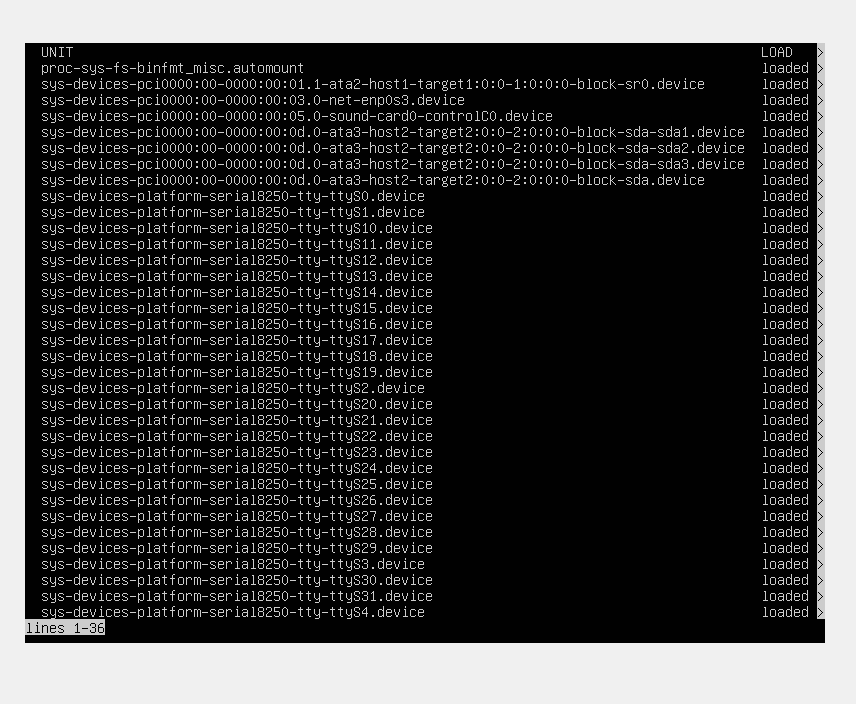 UNIT LOAD >
proc-sys-fs-binfmt_misc.automount loaded >
sys-devices-pci0000:00-0000:00:01.1-ata2-host1-target1:0:0-1:0:0:0-block-sr0.device loaded >
sys-devices-pci0000:00-0000:00:03.0-net-enp0s3.device loaded >
sys-devices-pci0000:00-0000:00:05.0-sound-card0-controlC0.device loaded >
sys-devices-pci0000:00-0000:00:0d.0-ata3-host2-target2:0:0-2:0:0:0-block-sda-sda1.device loaded >
sys-devices-pci0000:00-0000:00:0d.0-ata3-host2-target2:0:0-2:0:0:0-block-sda-sda2.device loaded >
sys-devices-pci0000:00-0000:00:0d.0-ata3-host2-target2:0:0-2:0:0:0-block-sda-sda3.device loaded >
sys-devices-pci0000:00-0000:00:0d.0-ata3-host2-target2:0:0-2:0:0:0-block-sda.device loaded >
sys-devices-platform-serial8250-tty-ttyS0.device loaded >
sys-devices-platform-serial8250-tty-ttyS1.device loaded >
sys-devices-platform-serial8250-tty-ttyS10.device loaded >
sys-devices-platform-serial8250-tty-ttyS11.device loaded >
sys-devices-platform-serial8250-tty-ttyS12.device loaded >
sys-devices-platform-serial8250-tty-ttyS13.device loaded >
sys-devices-platform-serial8250-tty-ttyS14.device loaded >
sys-devices-platform-serial8250-tty-ttyS15.device loaded >
sys-devices-platform-serial8250-tty-ttyS16.device loaded >
sys-devices-platform-serial8250-tty-ttyS17.device loaded >
sys-devices-platform-serial8250-tty-ttyS18.device loaded >
sys-devices-platform-serial8250-tty-ttyS19.device loaded >
sys-devices-platform-serial8250-tty-ttyS2.device loaded >
sys-devices-platform-serial8250-tty-ttyS20.device loaded >
sys-devices-platform-serial8250-tty-ttyS21.device loaded >
sys-devices-platform-serial8250-tty-ttyS22.device loaded >
sys-devices-platform-serial8250-tty-ttyS23.device loaded >
sys-devices-platform-serial8250-tty-ttyS24.device loaded >
sys-devices-platform-serial8250-tty-ttyS25.device loaded >
sys-devices-platform-serial8250-tty-ttyS26.device loaded >
sys-devices-platform-serial8250-tty-ttyS27.device loaded >
sys-devices-platform-serial8250-tty-ttyS28.device loaded >
sys-devices-platform-serial8250-tty-ttyS29.device loaded >
sys-devices-platform-serial8250-tty-ttyS3.device loaded >
sys-devices-platform-serial8250-tty-ttyS30.device loaded >
sys-devices-platform-serial8250-tty-ttyS31.device loaded >
sys-devices-platform-serial8250-tty-ttyS4.device loaded >
lines 1-36